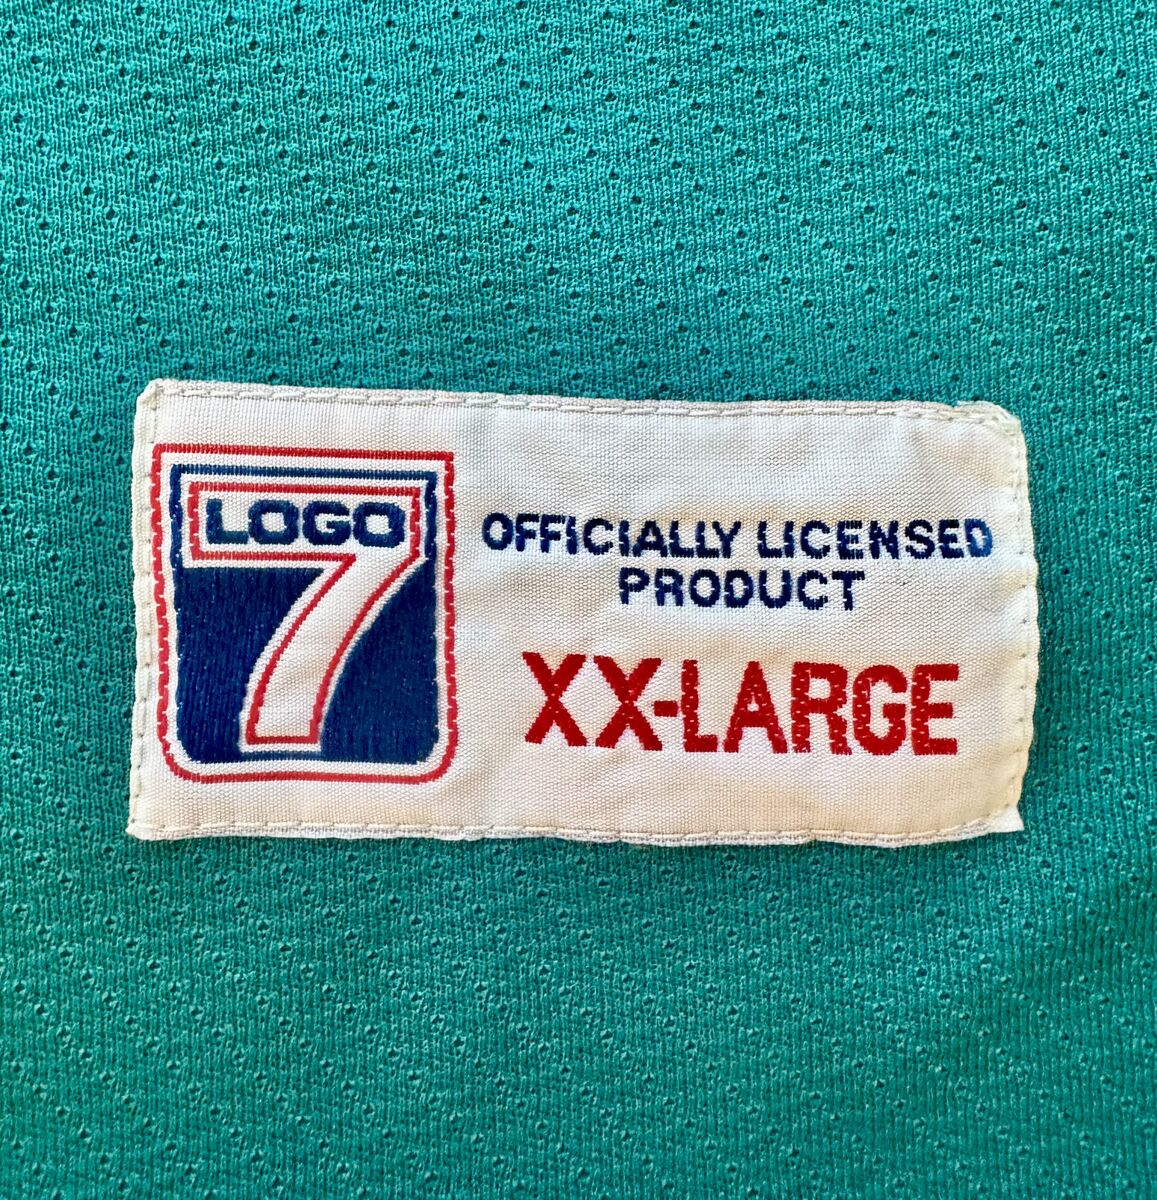 LOGO
7
OFFICIALLY LICENSED
PRODUCT
XX-LARGE